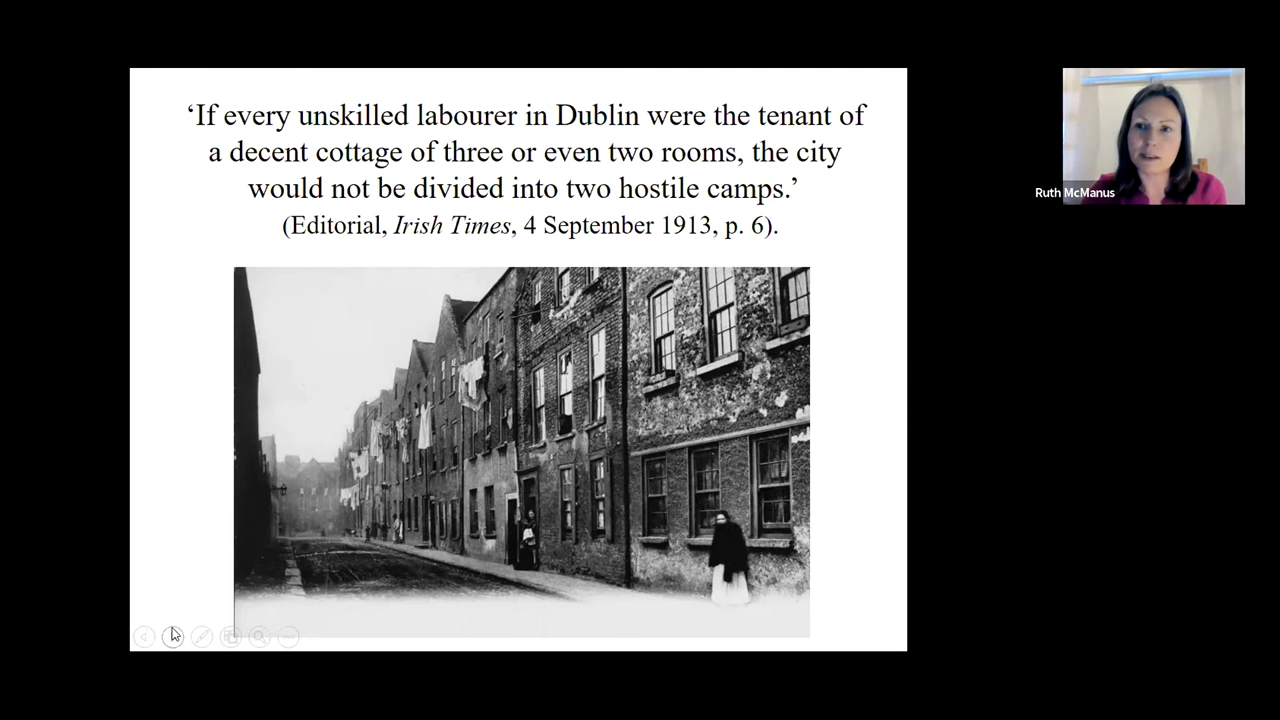 ‘If every unskilled labourer in Dublin were the tenant of
a decent cottage of three or even two rooms, the city
would not be divided into two hostile camps.’
(Editorial, Irish Times, 4 September 1913, p. 6).
Ruth McManus